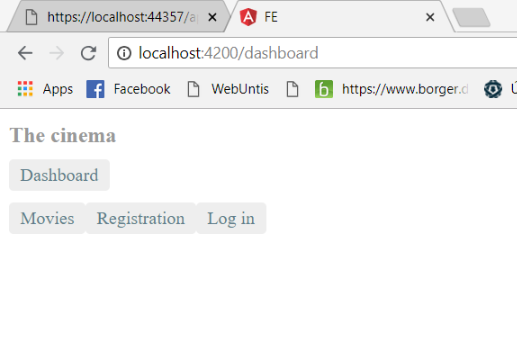 https://localhost:44357/a
FE
localhost:4200/dashboard
Apps Facebook WebUntis https://www.borger.d
The cinema
Dashboard
Movies Registration Log in